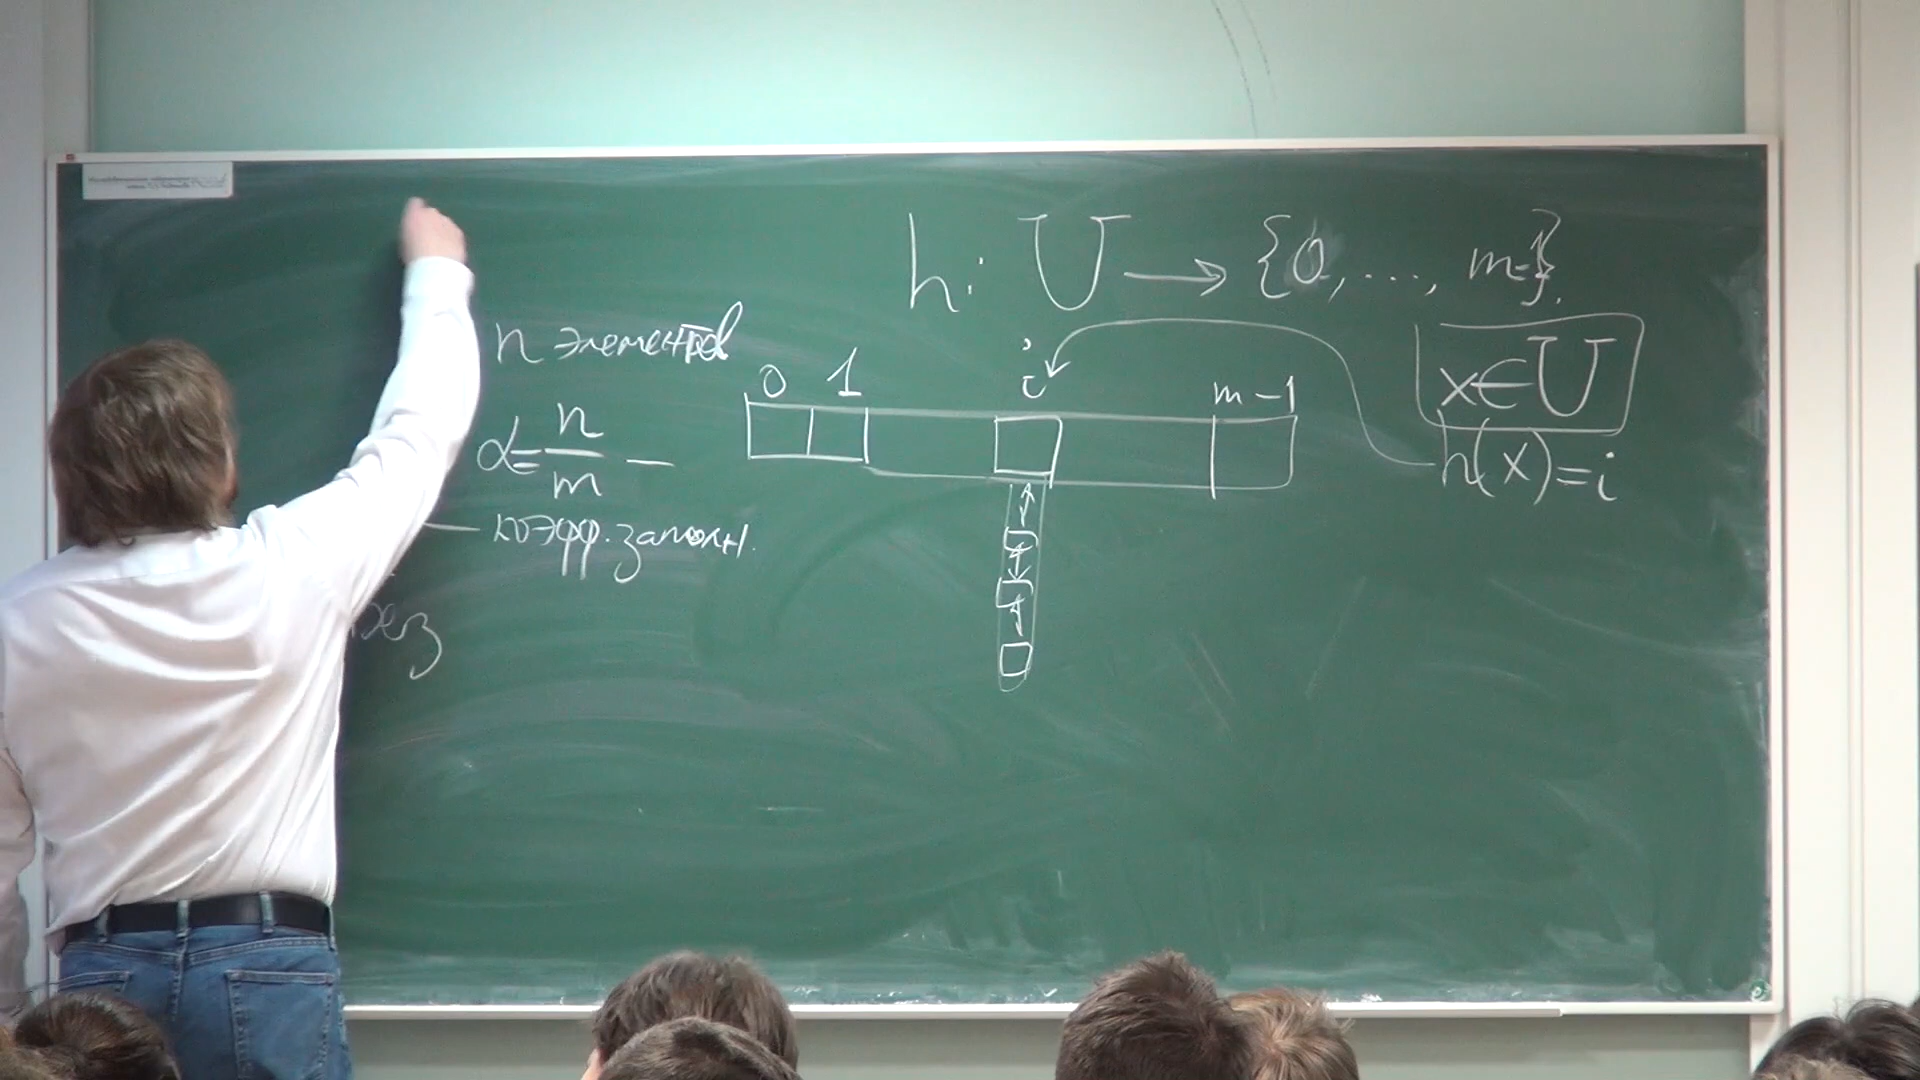 h: U → {0, ..., m-1}.
n элементов
0 1 i m-1
x∈U
α = n/m —
h(x)=i
— коэфф. заполн.